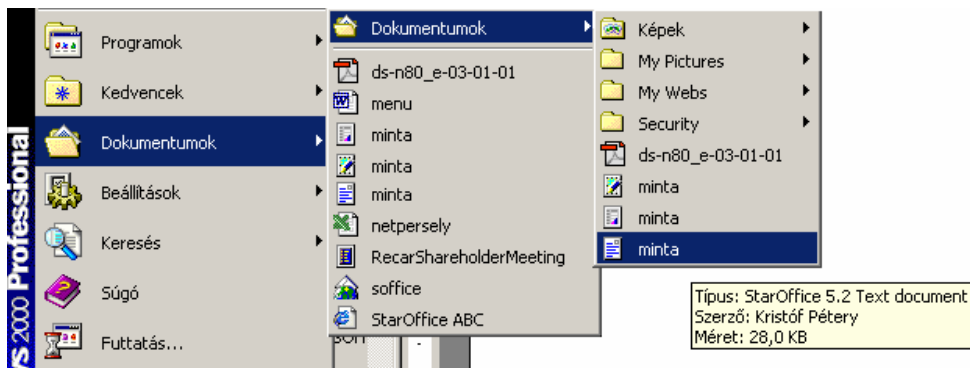 ws 2000 Professional
Programok
Kedvencek
Dokumentumok
Beállítások
Keresés
Súgó
Futtatás...
Dokumentumok
ds-n80_e-03-01-01
menu
minta
minta
minta
netpersely
RecarShareholderMeeting
soffice
StarOffice ABC
Képek
My Pictures
My Webs
Security
ds-n80_e-03-01-01
minta
minta
minta
Típus: StarOffice 5.2 Text document
Szerző: Kristóf Pétery
Méret: 28,0 KB